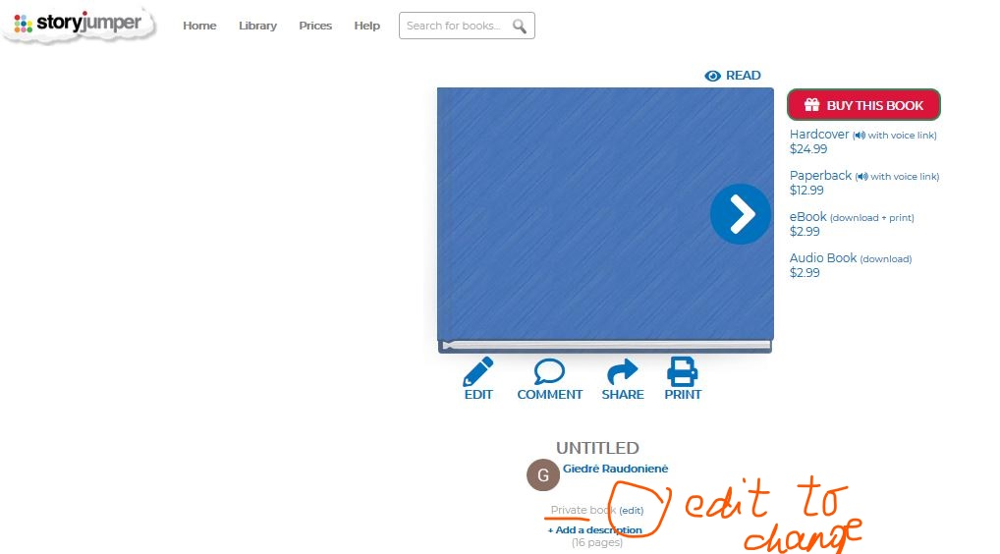 storyjumper
Home Library Prices Help Search for books...
READ
BUY THIS BOOK
Hardcover (with voice link)
$24.99
Paperback (with voice link)
$12.99
eBook (download + print)
$2.99
Audio Book (download)
$2.99
EDIT COMMENT SHARE PRINT
UNTITLED
G Giedrė Raudonienė
Private book (edit)
+ Add a description
(16 pages)
edit to
change